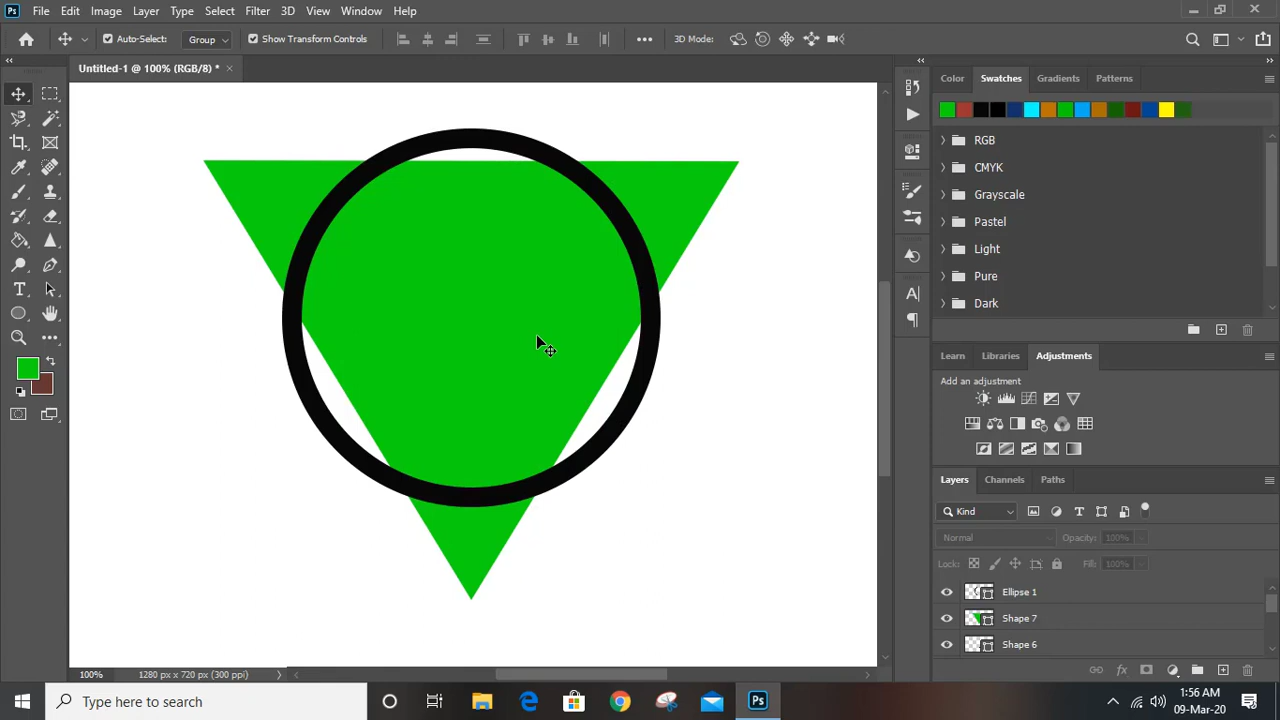 Ps File Edit Image Layer Type Select Filter 3D View Window Help
Auto-Select: Group Show Transform Controls 3D Mode:
Untitled-1 @ 100% (RGB/8) *
Color Swatches Gradients Patterns
RGB
CMYK
Grayscale
Pastel
Light
Pure
Dark
Learn Libraries Adjustments
Add an adjustment
Layers Channels Paths
Kind
Normal Opacity: 100%
Lock: Fill: 100%
Ellipse 1
Shape 7
Shape 6
100% 1280 px x 720 px (300 ppi)
Type here to search
Ps
1:56 AM
09-Mar-20